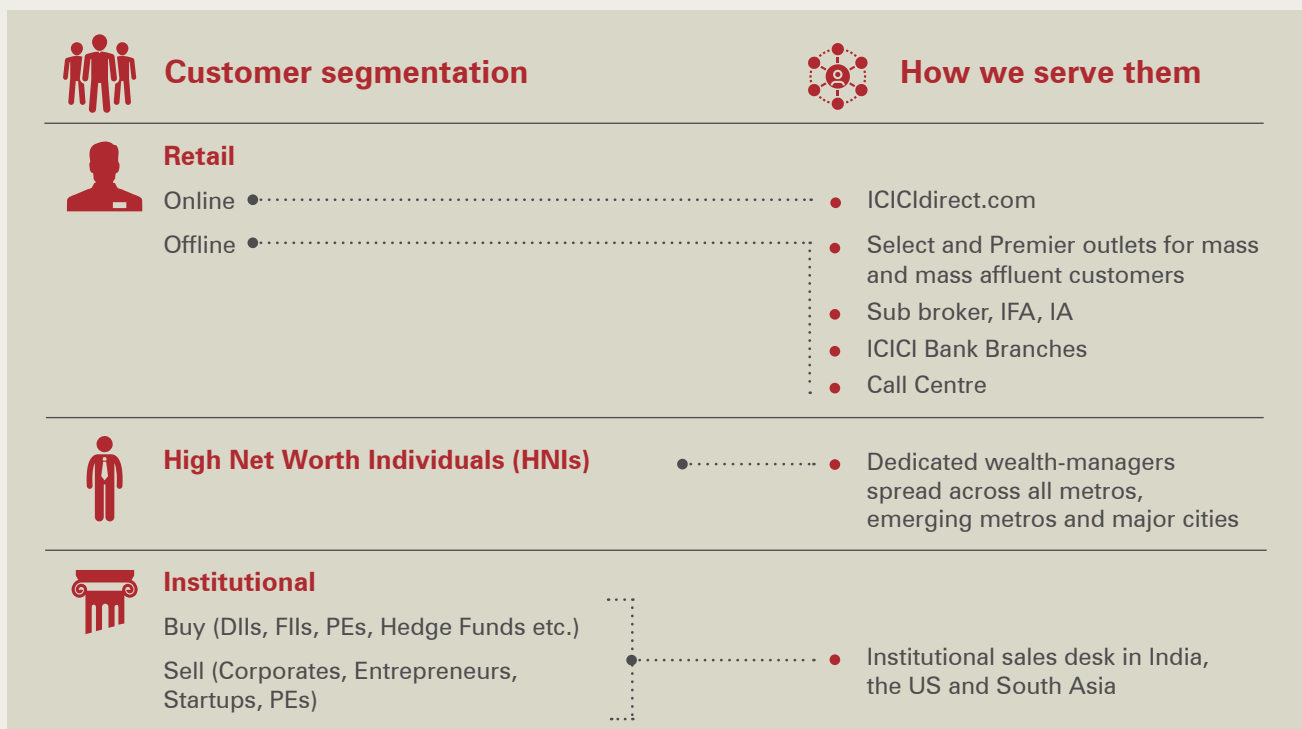 Customer segmentation
How we serve them
Retail
Online
ICICIdirect.com
Offline
Select and Premier outlets for mass
and mass affluent customers
Sub broker, IFA, IA
ICICI Bank Branches
Call Centre
High Net Worth Individuals (HNIs)
Dedicated wealth-managers
spread across all metros,
emerging metros and major cities
Institutional
Buy (DIIs, FIIs, PEs, Hedge Funds etc.)
Sell (Corporates, Entrepreneurs,
Startups, PEs)
Institutional sales desk in India,
the US and South Asia